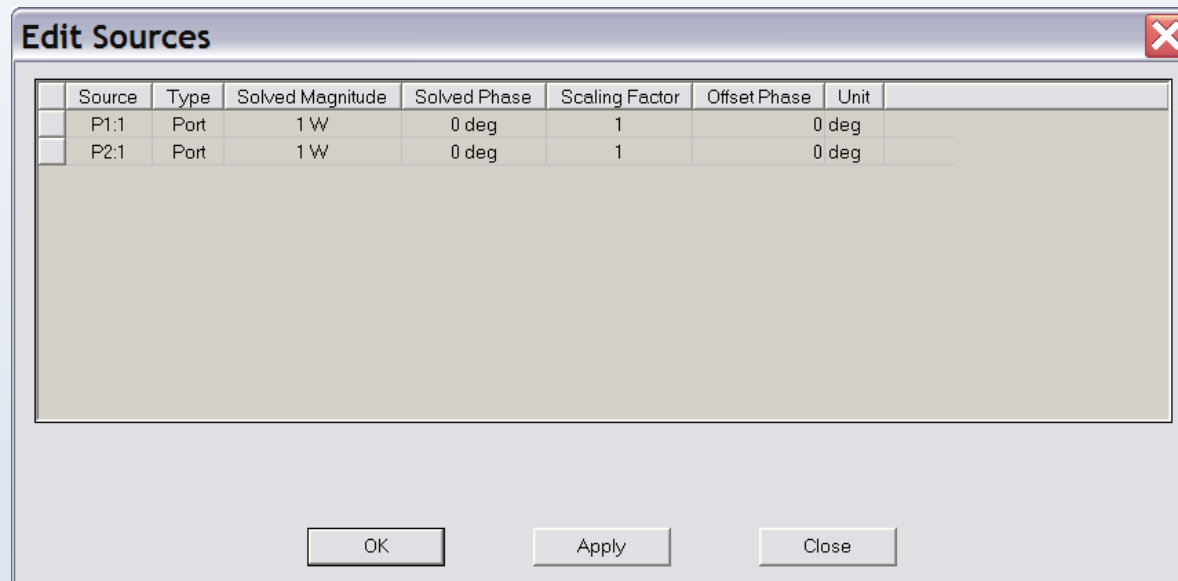 Edit Sources
Source Type Solved Magnitude Solved Phase Scaling Factor Offset Phase Unit
P1:1 Port 1 W 0 deg 1 0 deg
P2:1 Port 1 W 0 deg 1 0 deg
OK Apply Close